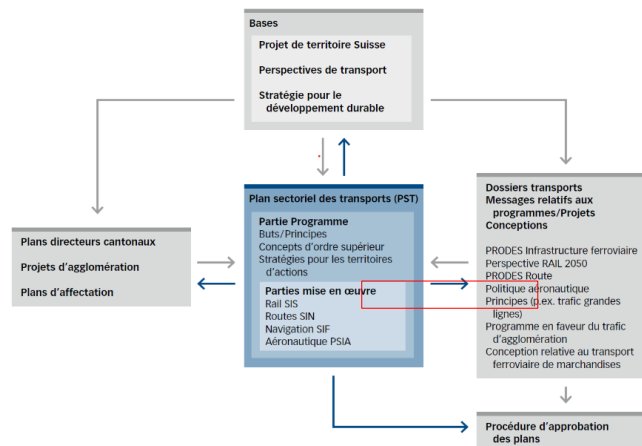 Bases
Projet de territoire Suisse
Perspectives de transport
Stratégie pour le
développement durable
Plans directeurs cantonaux
Projets d'agglomération
Plans d'affectation
Plan sectoriel des transports (PST)
Partie Programme
Buts/Principes
Concepts d'ordre supérieur
Stratégies pour les territoires
d'actions
Parties mise en œuvre
Rail SIS
Routes SIN
Navigation SIF
Aéronautique PSIA
Dossiers transports
Messages relatifs aux
programmes/Projets
Conceptions
PRODES Infrastructure ferroviaire
Perspective RAIL 2050
PRODES Route
Politique aéronautique
Principes (p.ex. trafic grandes
lignes)
Programme en faveur du trafic
d'agglomération
Conception relative au transport
ferroviaire de marchandises
Procédure d'approbation
des plans